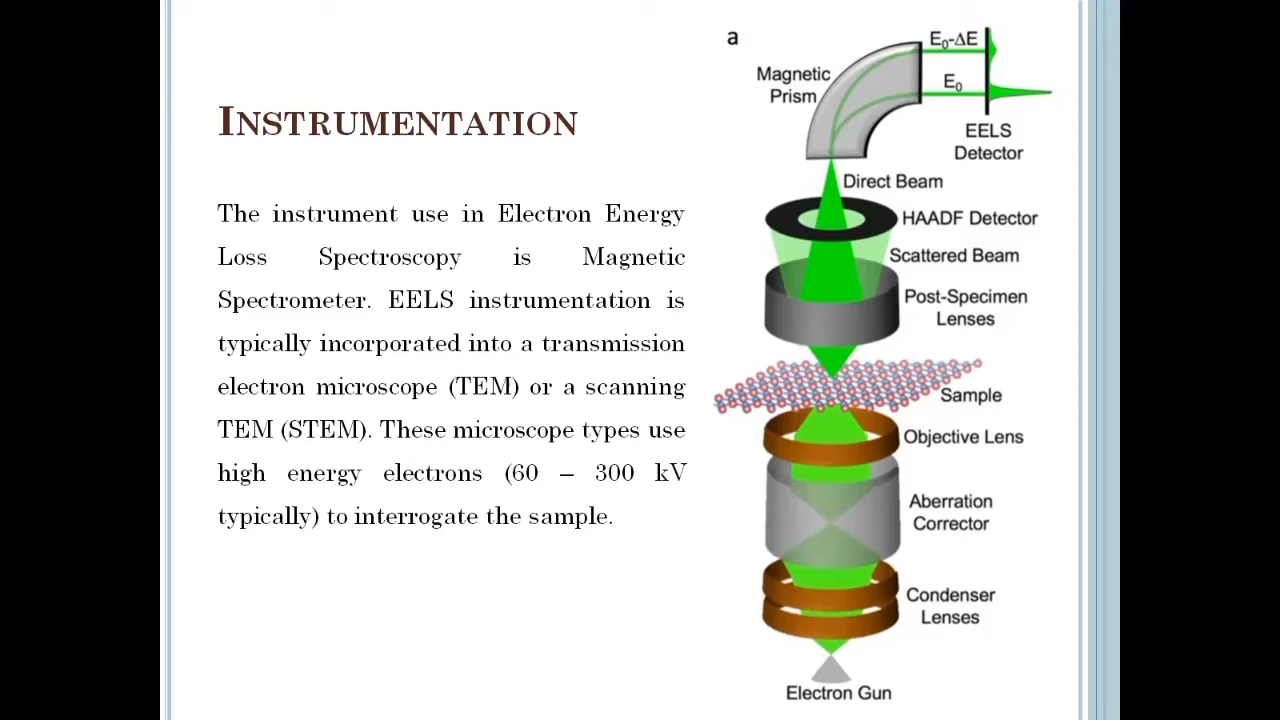 INSTRUMENTATION
The instrument use in Electron Energy
Loss Spectroscopy is Magnetic
Spectrometer. EELS instrumentation is
typically incorporated into a transmission
electron microscope (TEM) or a scanning
TEM (STEM). These microscope types use
high energy electrons (60 – 300 kV
typically) to interrogate the sample.
a
E₀-ΔE
Magnetic
Prism
E₀
EELS
Detector
Direct Beam
HAADF Detector
Scattered Beam
Post-Specimen
Lenses
Sample
Objective Lens
Aberration
Corrector
Condenser
Lenses
Electron Gun